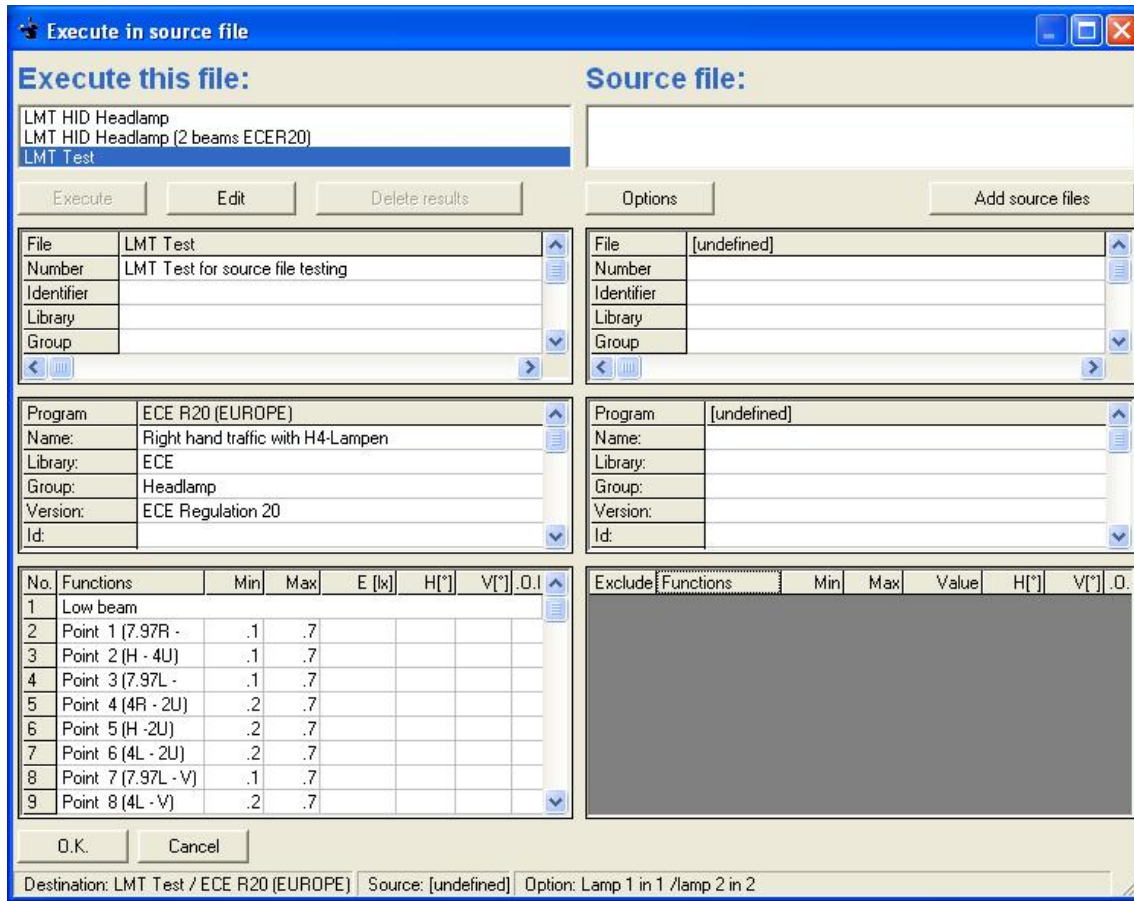 Execute in source file
Execute this file:
Source file:
LMT HID Headlamp
LMT HID Headlamp (2 beams ECER20)
LMT Test
Execute Edit Delete results
Options Add source files
File LMT Test
Number LMT Test for source file testing
Identifier
Library
Group
File [undefined]
Number
Identifier
Library
Group
Program ECE R20 (EUROPE)
Name: Right hand traffic with H4-Lampen
Library: ECE
Group: Headlamp
Version: ECE Regulation 20
Id:
Program [undefined]
Name:
Library:
Group:
Version:
Id:
No. Functions Min Max E [lx] H[°] V[°] .O.I
1 Low beam
2 Point 1 (7.97R - .1 .7
3 Point 2 (H - 4U) .1 .7
4 Point 3 (7.97L - .1 .7
5 Point 4 (4R - 2U) .2 .7
6 Point 5 (H -2U) .2 .7
7 Point 6 (4L - 2U) .2 .7
8 Point 7 (7.97L - V) .1 .7
9 Point 8 (4L - V) .2 .7
Exclude Functions Min Max Value H[°] V[°] .O.
O.K. Cancel
Destination: LMT Test / ECE R20 (EUROPE) Source: [undefined] Option: Lamp 1 in 1 /lamp 2 in 2